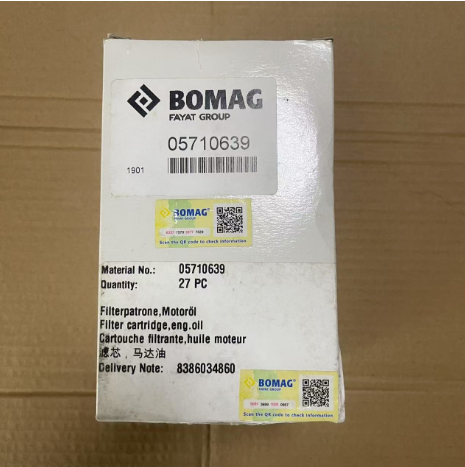 BOMAG
FAYAT GROUP
05710639
1901
BOMAG
Scan the QR code to check information
Material No.: 05710639
Quantity: 27 PC
Filterpatrone,Motoröl
Filter cartridge,eng.oil
Cartouche filtrante,huile moteur
滤芯，马达油
Delivery Note: 8386034860
BOMAG
FAYAT GROUP
Scan the QR code to check information